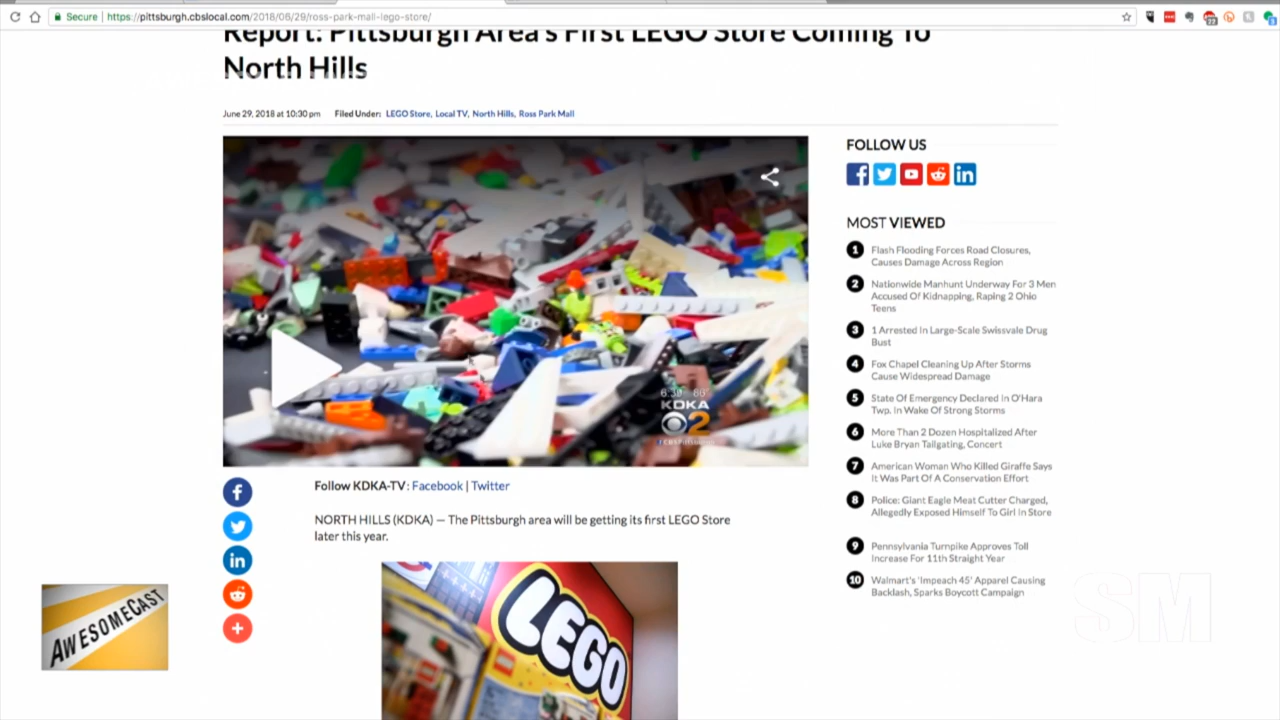 Secure
https://pittsburgh.cbslocal.com/2018/06/29/ross-park-mall-lego-store/
Report: Pittsburgh Area's First LEGO Store Coming To
North Hills
June 29, 2018 at 10:30 pm
Filed Under: LEGO Store, Local TV, North Hills, Ross Park Mall
KDKA
2
Follow KDKA-TV: Facebook | Twitter
NORTH HILLS (KDKA) — The Pittsburgh area will be getting its first LEGO Store
later this year.
LEGO
FOLLOW US
MOST VIEWED
1 Flash Flooding Forces Road Closures,
Causes Damage Across Region
2 Nationwide Manhunt Underway For 3 Men
Accused Of Kidnapping, Raping 2 Ohio
Teens
3 1 Arrested In Large-Scale Swissvale Drug
Bust
4 Fox Chapel Cleaning Up After Storms
Cause Widespread Damage
5 State Of Emergency Declared In O'Hara
Twp. In Wake Of Strong Storms
6 More Than 2 Dozen Hospitalized After
Luke Bryan Tailgating, Concert
7 American Woman Who Killed Giraffe Says
It Was Part Of A Conservation Effort
8 Police: Giant Eagle Meat Cutter Charged,
Allegedly Exposed Himself To Girl In Store
9 Pennsylvania Turnpike Approves Toll
Increase For 11th Straight Year
10 Walmart's 'Impeach 45' Apparel Causing
Backlash, Sparks Boycott Campaign
AWESOMECAST
SM